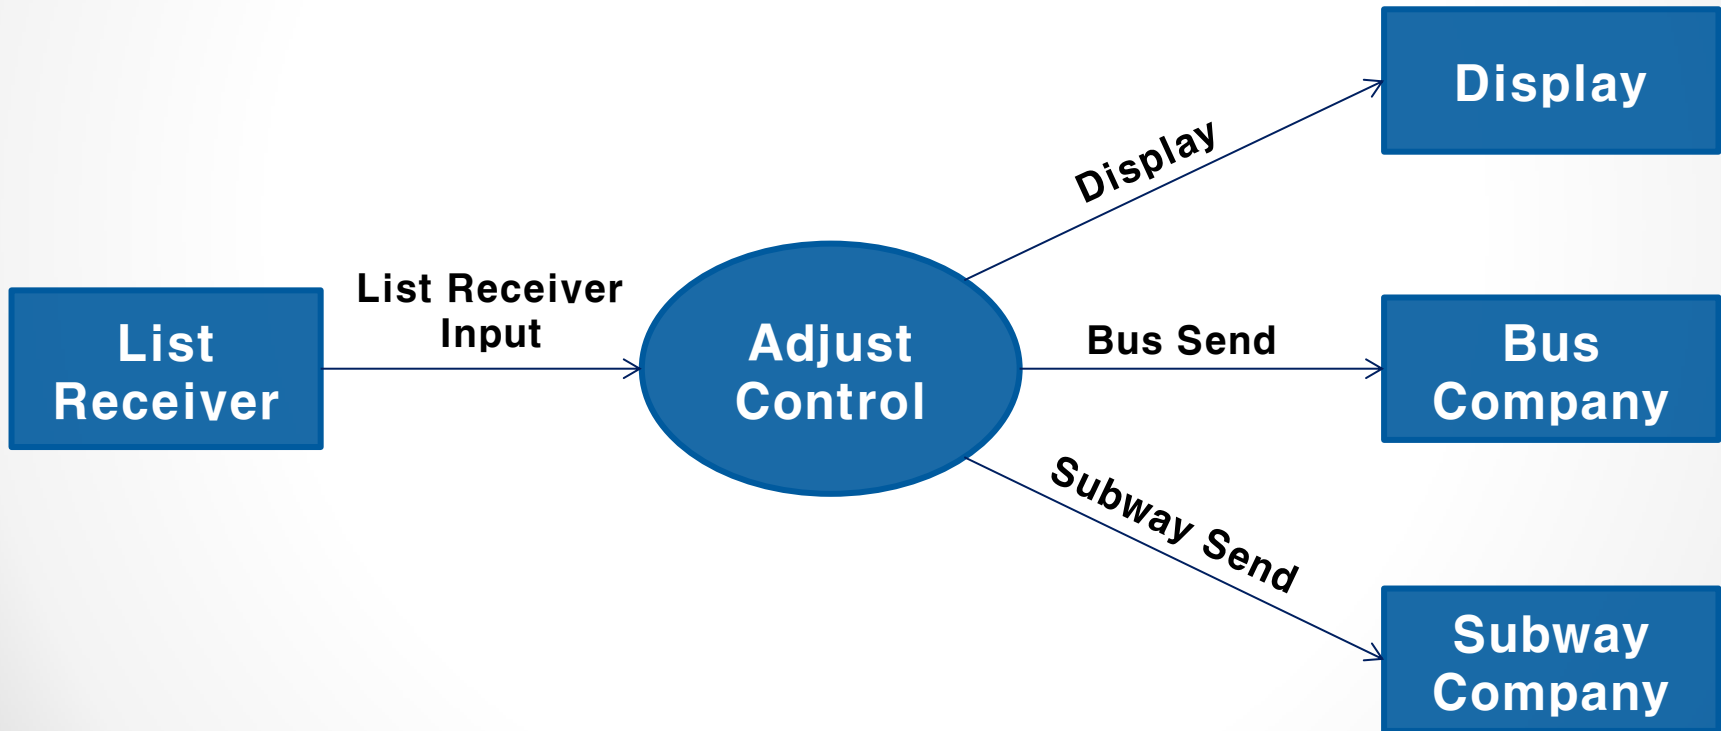 List
Receiver
List Receiver
Input
Adjust
Control
Display
Display
Bus Send
Bus
Company
Subway Send
Subway
Company